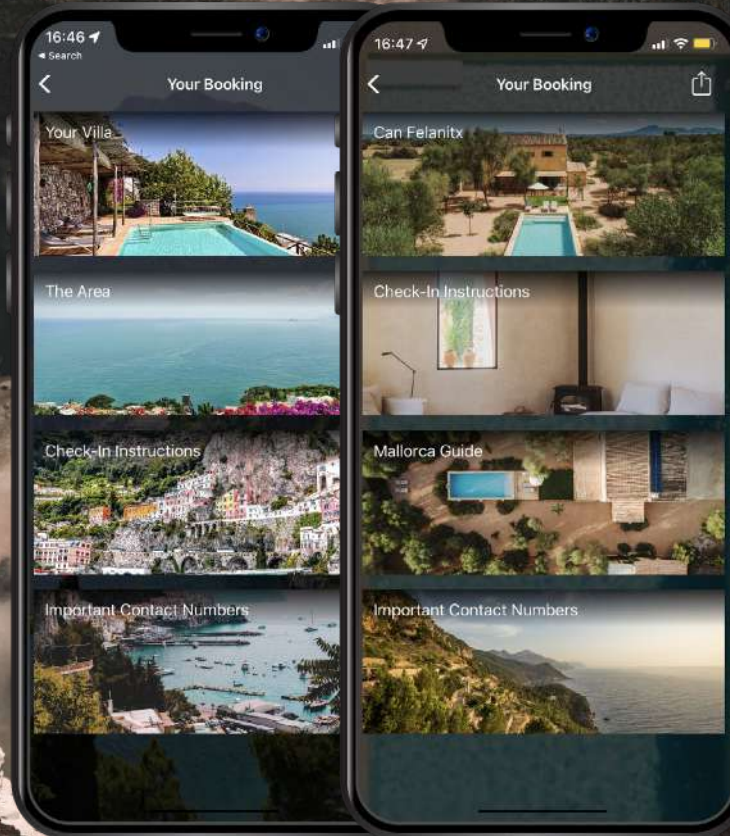 16:46
◀ Search
Your Booking
Your Villa
The Area
Check-In Instructions
Important Contact Numbers
16:47
Your Booking
Can Felanitx
Check-In Instructions
Mallorca Guide
Important Contact Numbers